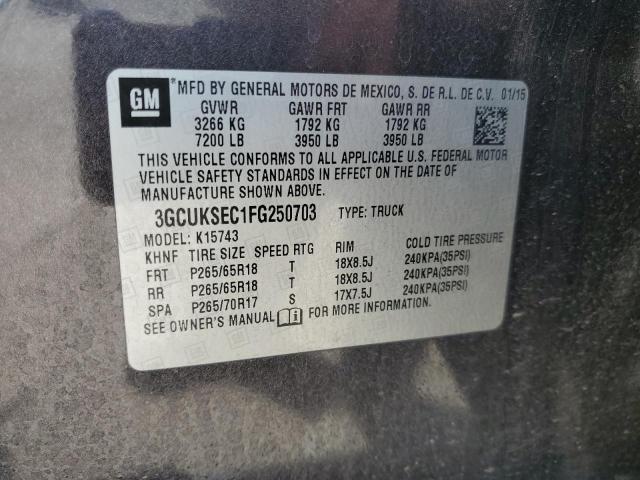 GM
*MFD BY GENERAL MOTORS DE MEXICO, S. DE R.L. DE C.V. 01/15
GVWR GAWR FRT GAWR RR
3266 KG 1792 KG 1792 KG
7200 LB 3950 LB 3950 LB
THIS VEHICLE CONFORMS TO ALL APPLICABLE U.S. FEDERAL MOTOR
VEHICLE SAFETY STANDARDS IN EFFECT ON THE DATE OF
MANUFACTURE SHOWN ABOVE.
3GCUKSEC1FG250703 TYPE: TRUCK
MODEL: K15743
KHNF TIRE SIZE SPEED RTG RIM COLD TIRE PRESSURE
FRT P265/65R18 T 18X8.5J 240KPA(35PSI)
RR P265/65R18 T 18X8.5J 240KPA(35PSI)
SPA P265/70R17 S 17X7.5J 240KPA(35PSI)
SEE OWNER'S MANUAL FOR MORE INFORMATION.